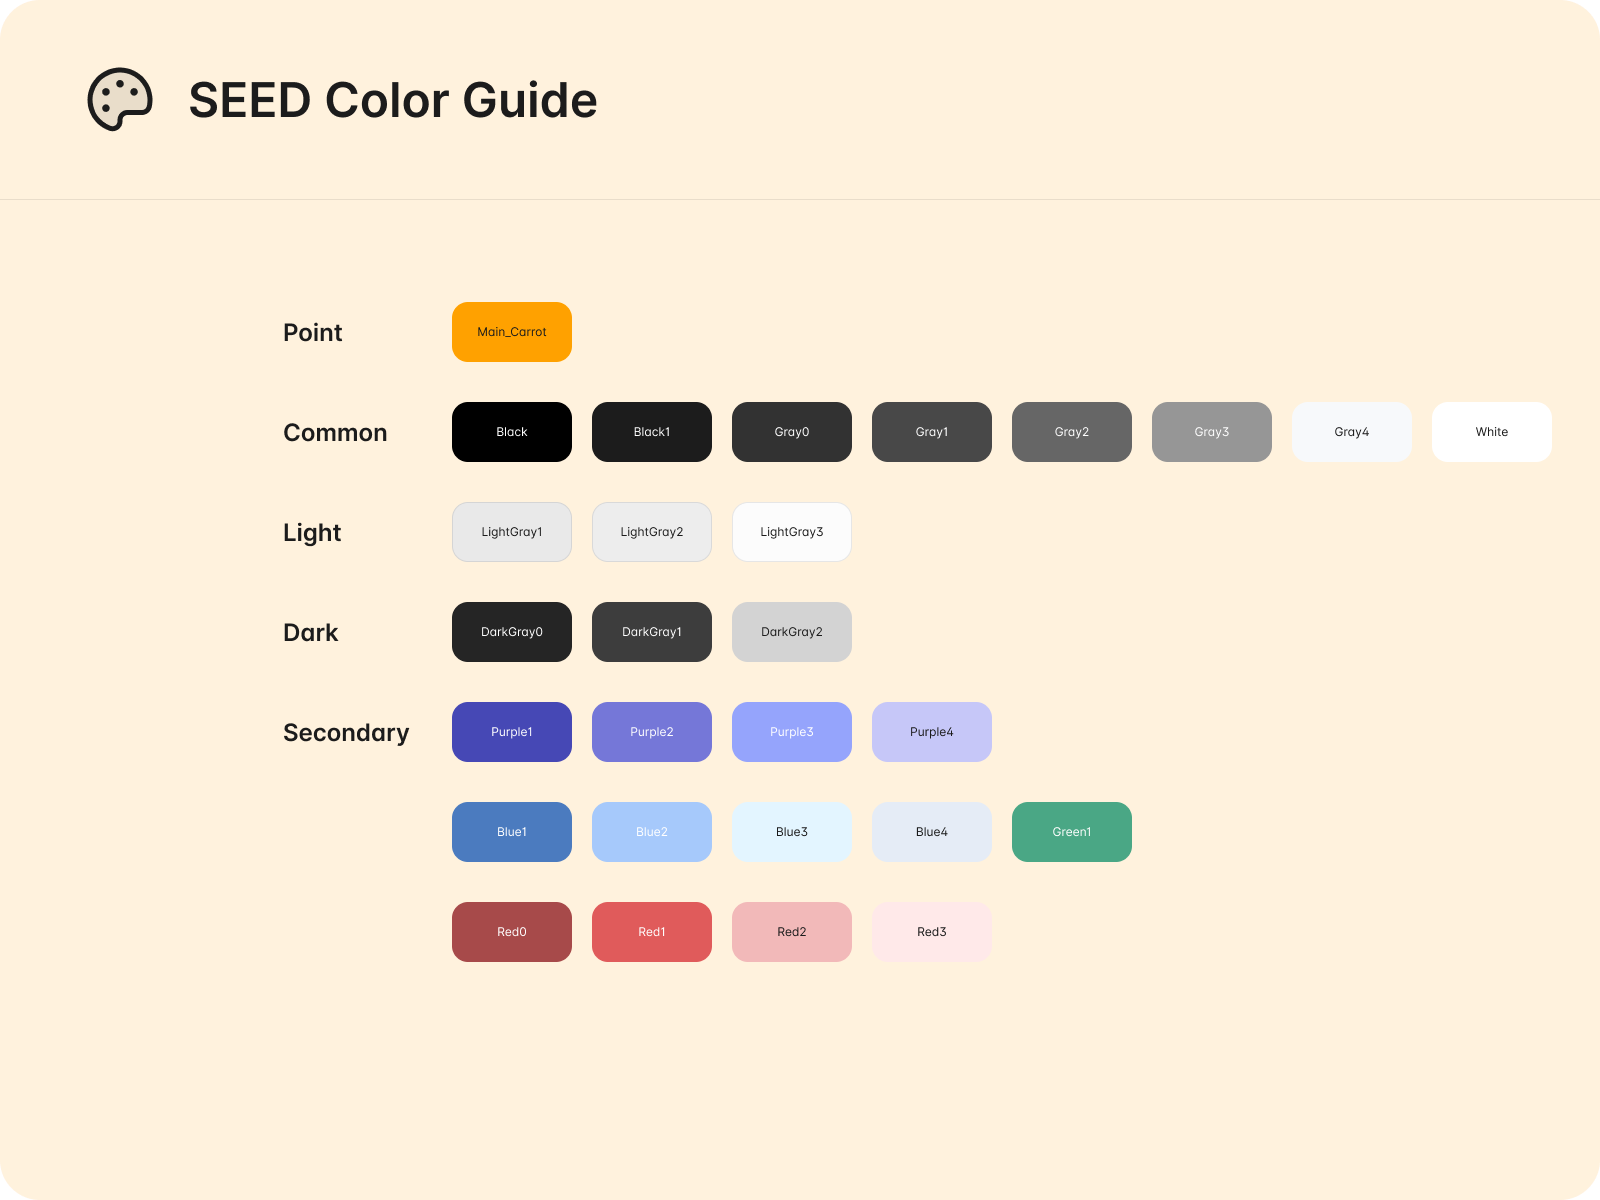 SEED Color Guide
Point
Main_Carrot
Common
Black
Black1
Gray0
Gray1
Gray2
Gray3
Gray4
White
Light
LightGray1
LightGray2
LightGray3
Dark
DarkGray0
DarkGray1
DarkGray2
Secondary
Purple1
Purple2
Purple3
Purple4
Blue1
Blue2
Blue3
Blue4
Green1
Red0
Red1
Red2
Red3